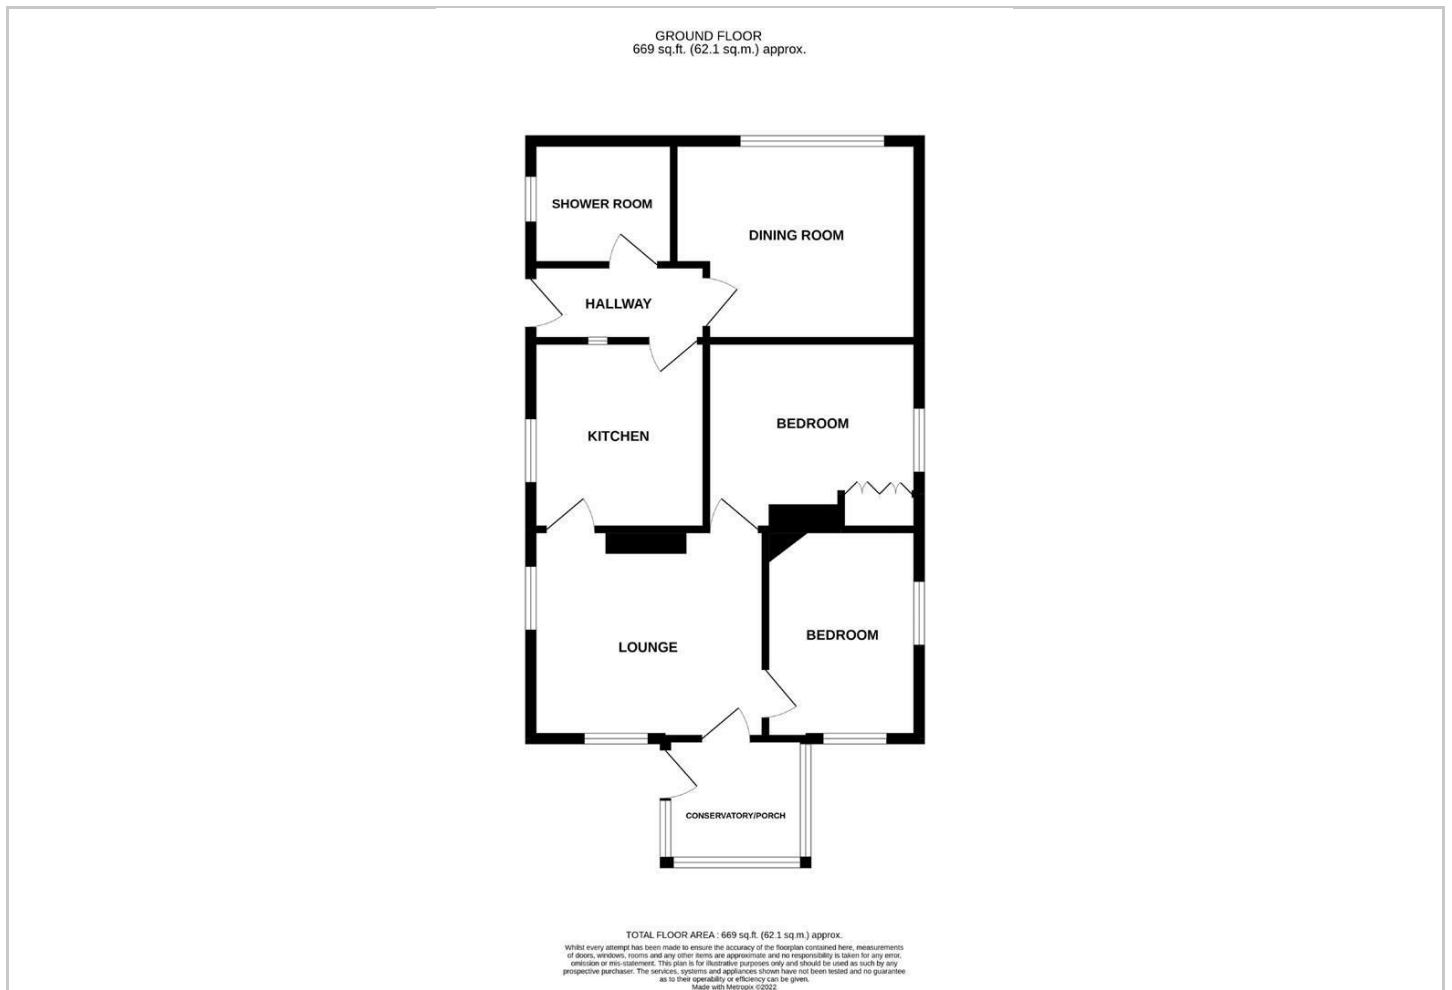 GROUND FLOOR
669 sq.ft. (62.1 sq.m.) approx.
SHOWER ROOM
DINING ROOM
HALLWAY
KITCHEN
BEDROOM
LOUNGE
BEDROOM
CONSERVATORY/PORCH
TOTAL FLOOR AREA : 669 sq.ft. (62.1 sq.m.) approx.
Whilst every attempt has been made to ensure the accuracy of the floorplan contained here, measurements
of doors, windows, rooms and any other items are approximate and no responsibility is taken for any error,
omission or mis-statement. This plan is for illustrative purposes only and should be used as such by any
prospective purchaser. The services, systems and appliances shown have not been tested and no guarantee
as to their operability or efficiency can be given.
Made with Metropix ©2022